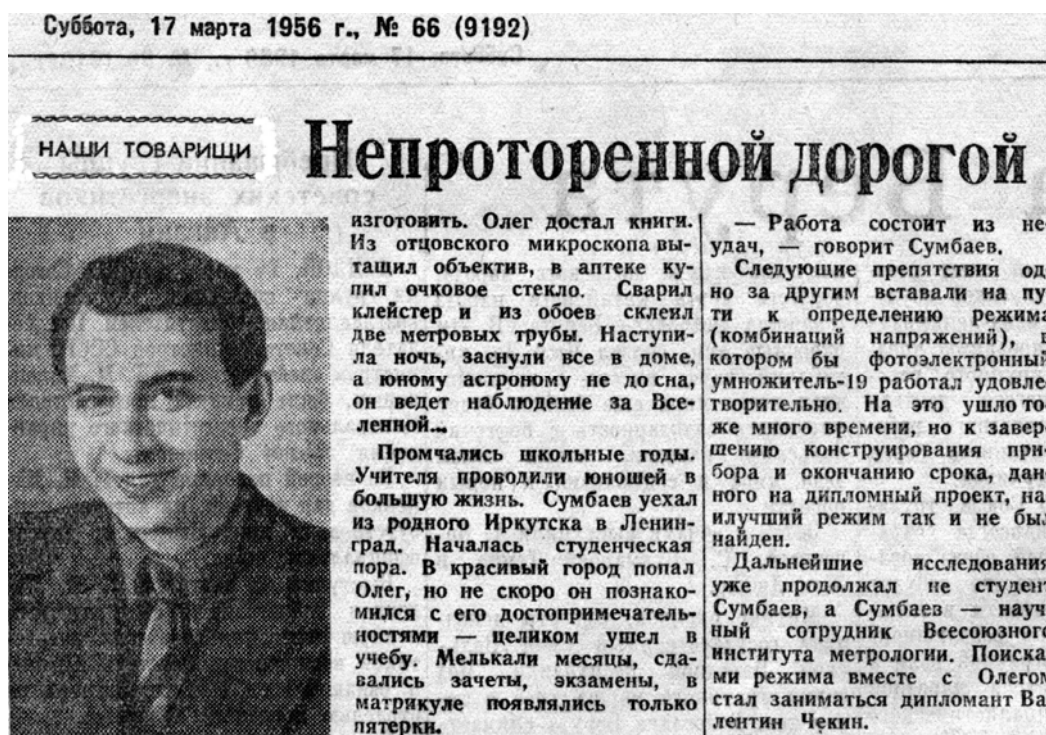 Суббота, 17 марта 1956 г., № 66 (9192)
НАШИ ТОВАРИЩИ
Непроторенной дорогой
изготовить. Олег достал книги.
Из отцовского микроскопа вы-
тащил объектив, в аптеке ку-
пил очковое стекло. Сварил
клейстер и из обоев склеил
две метровых трубы. Наступи-
ла ночь, заснули все в доме,
а юному астроному не до сна,
он ведет наблюдение за Все-
ленной...
Промчались школьные годы.
Учителя проводили юношей в
большую жизнь. Сумбаев уехал
из родного Иркутска в Ленин-
град. Началась студенческая
пора. В красивый город попал
Олег, но не скоро он познако-
мился с его достопримечатель-
ностями — целиком ушел в
учебу. Мелькали месяцы, сда-
вались зачеты, экзамены, в
матрикуле появлялись только
пятерки.
— Работа состоит из не-
удач, — говорит Сумбаев.
Следующие препятствия од
но за другим вставали на пу
ти к определению режима
(комбинаций напряжений),
котором бы фотоэлектронный
умножитель-19 работал удовле
творительно. На это ушло то
же много времени, но к завер
шению конструирования при-
бора и окончанию срока, дан-
ного на дипломный проект, на
илучший режим так и не был
найден.
Дальнейшие исследования
уже продолжал не студент
Сумбаев, а Сумбаев — науч
ный сотрудник Всесоюзного
института метрологии. Поиска
ми режима вместе с Олегом
стал заниматься дипломант Ва
лентин Чекин.